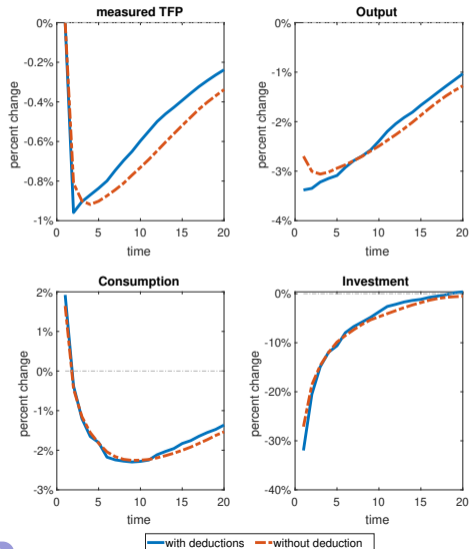 measured TFP
0%
-0.2%
-0.4%
-0.6%
-0.8%
-1%
percent change
0 5 10 15 20
time
Output
0%
-1%
-2%
-3%
-4%
percent change
0 5 10 15 20
time
Consumption
2%
1%
0%
-1%
-2%
-3%
percent change
0 5 10 15 20
time
Investment
0%
-10%
-20%
-30%
-40%
percent change
0 5 10 15 20
time
with deductions without deduction